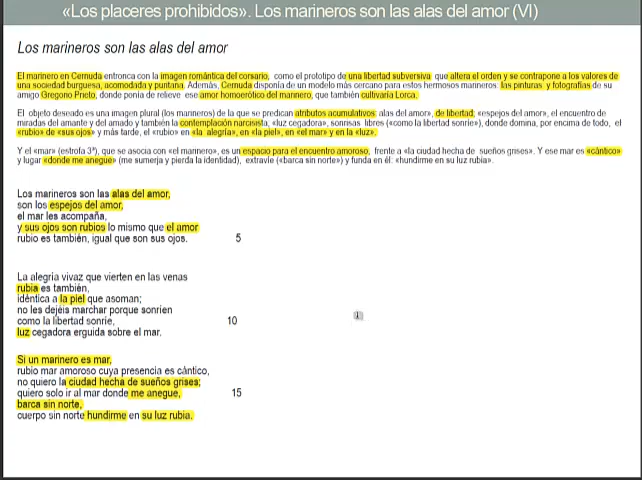 «Los placeres prohibidos». Los marineros son las alas del amor (VI)
Los marineros son las alas del amor
El marinero en Cernuda entronca con la imagen romántica del corsario, como el prototipo de una libertad subversiva que altera el orden y se contrapone a los valores de
una sociedad burguesa, acomodada y puritana. Además, Cernuda disponía de un modelo más cercano para estos hermosos marineros: las pinturas y fotografías de su
amigo Gregorio Prieto, donde ponía de relieve ese amor homoerótico del marinero, que también cultivaría Lorca.
El objeto deseado es una imagen plural (los marineros) de la que se predican atributos acumulativos: alas del amor», de libertad; «espejos del amor», el encuentro de
miradas del amante y del amado y también la contemplación narcisista, «luz cegadora», sonrisas libres («como la libertad sonríe»), donde domina, por encima de todo, el
«rubio» de «sus ojos» y más tarde, el «rubio» en «la alegría», en «la piel», en «el mar» y en la «luz».
Y el «mar» (estrofa 3ª), que se asocia con el «marinero», es un espacio para el encuentro amoroso, frente a «la ciudad hecha de sueños grises». Y ese mar es «cántico»
y lugar «donde me anegue» (me sumerja y pierda la identidad), extravíe («barca sin norte») y funda en él: «hundirme en su luz rubia».
Los marineros son las alas del amor,
son los espejos del amor,
el mar les acompaña,
y sus ojos son rubios lo mismo que el amor
rubio es también, igual que son sus ojos. 5
La alegría vivaz que vierten en las venas
rubia es también,
idéntica a la piel que asoman;
no les dejéis marchar porque sonríen
como la libertad sonríe, 10
luz cegadora erguida sobre el mar.
Si un marinero es mar,
rubio mar amoroso cuya presencia es cántico,
no quiero la ciudad hecha de sueños grises;
quiero sólo ir al mar donde me anegue, 15
barca sin norte,
cuerpo sin norte hundirme en su luz rubia.